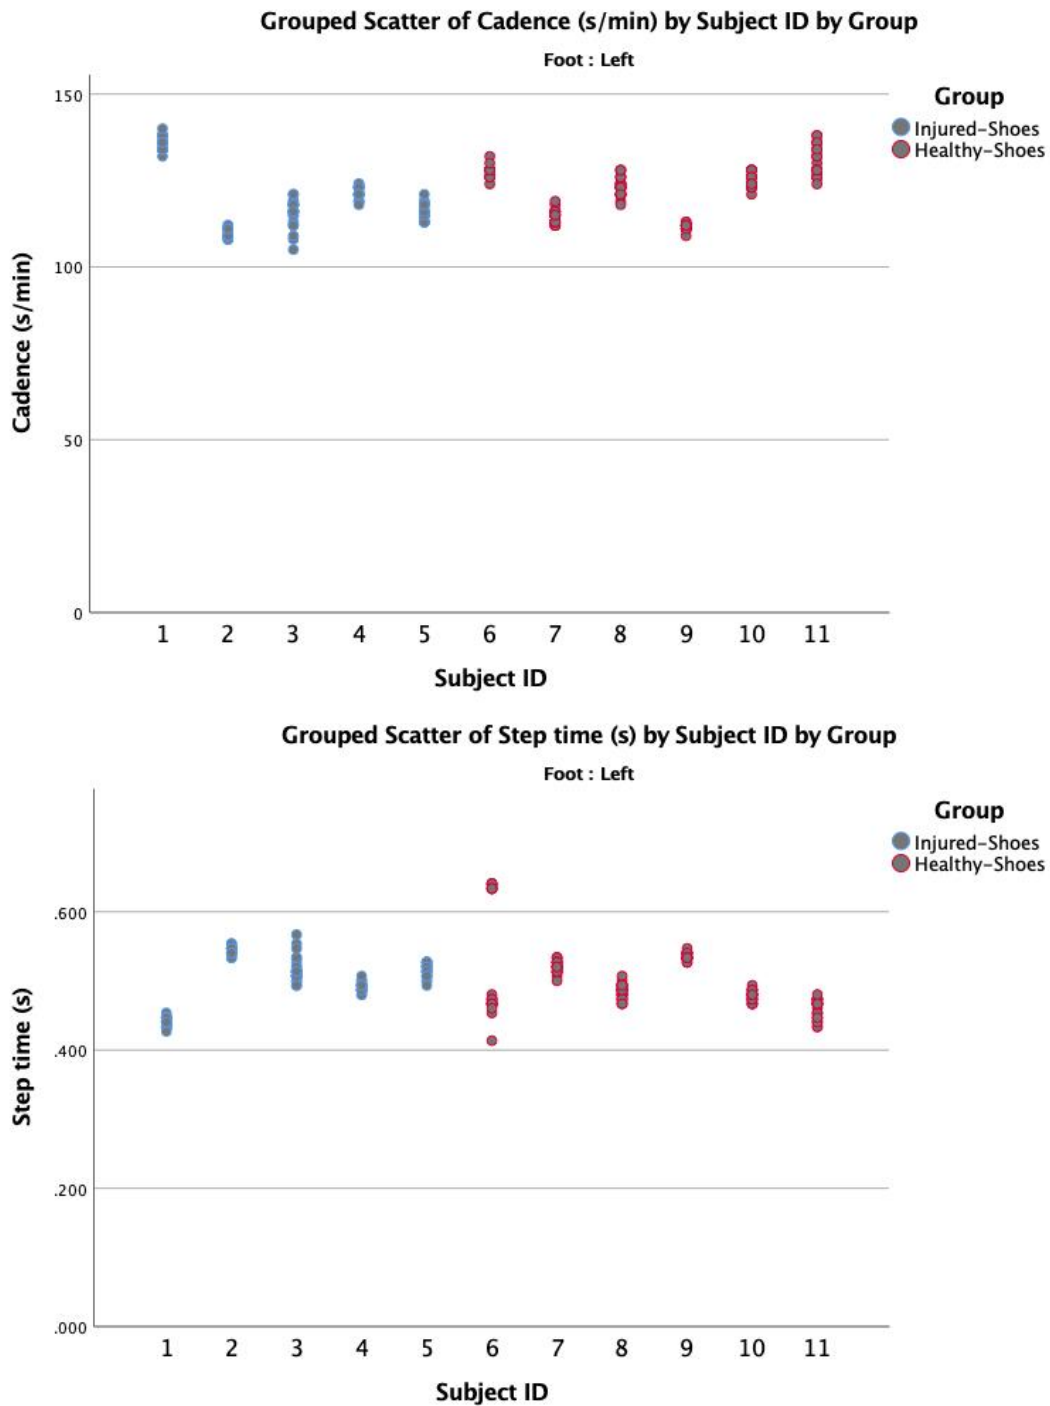 Grouped Scatter of Cadence (s/min) by Subject ID by Group
Foot : Left
Group
Injured-Shoes
Healthy-Shoes
150
100
50
0
Cadence (s/min)
1 2 3 4 5 6 7 8 9 10 11
Subject ID
Grouped Scatter of Step time (s) by Subject ID by Group
Foot : Left
Group
Injured-Shoes
Healthy-Shoes
.600
.400
.200
.000
Step time (s)
1 2 3 4 5 6 7 8 9 10 11
Subject ID